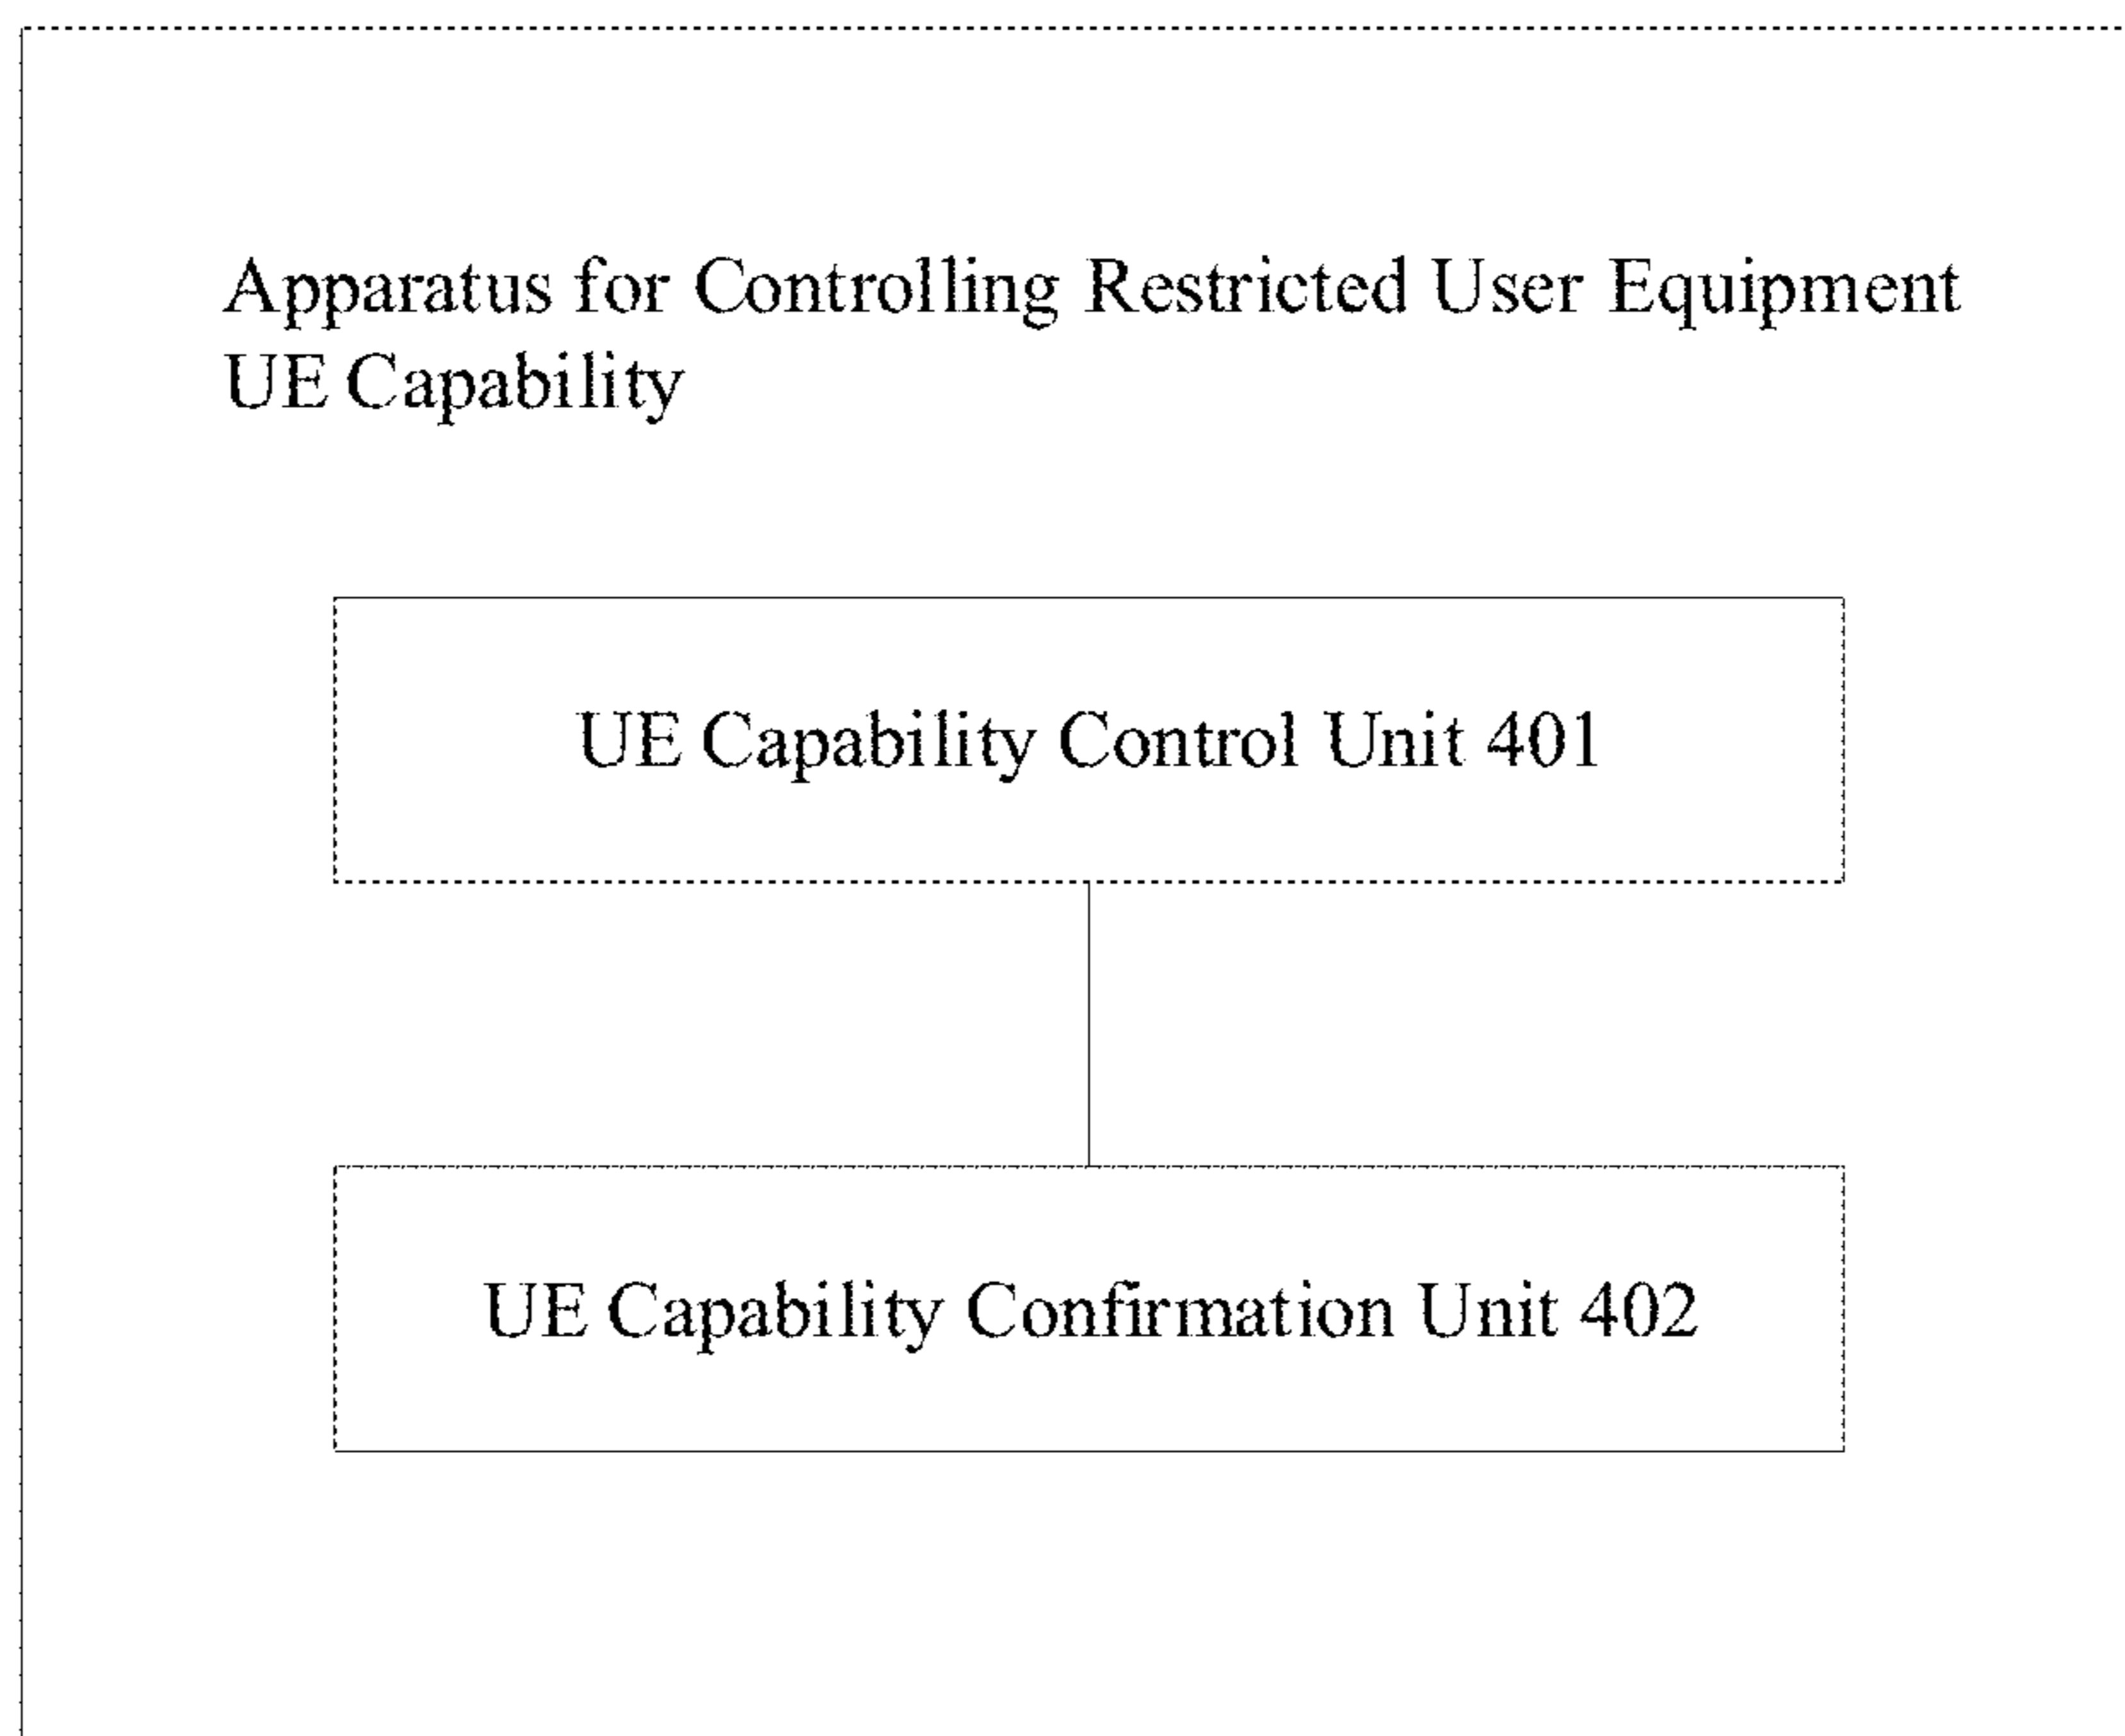 Apparatus for Controlling Restricted User Equipment
UE Capability
UE Capability Control Unit 401
UE Capability Confirmation Unit 402